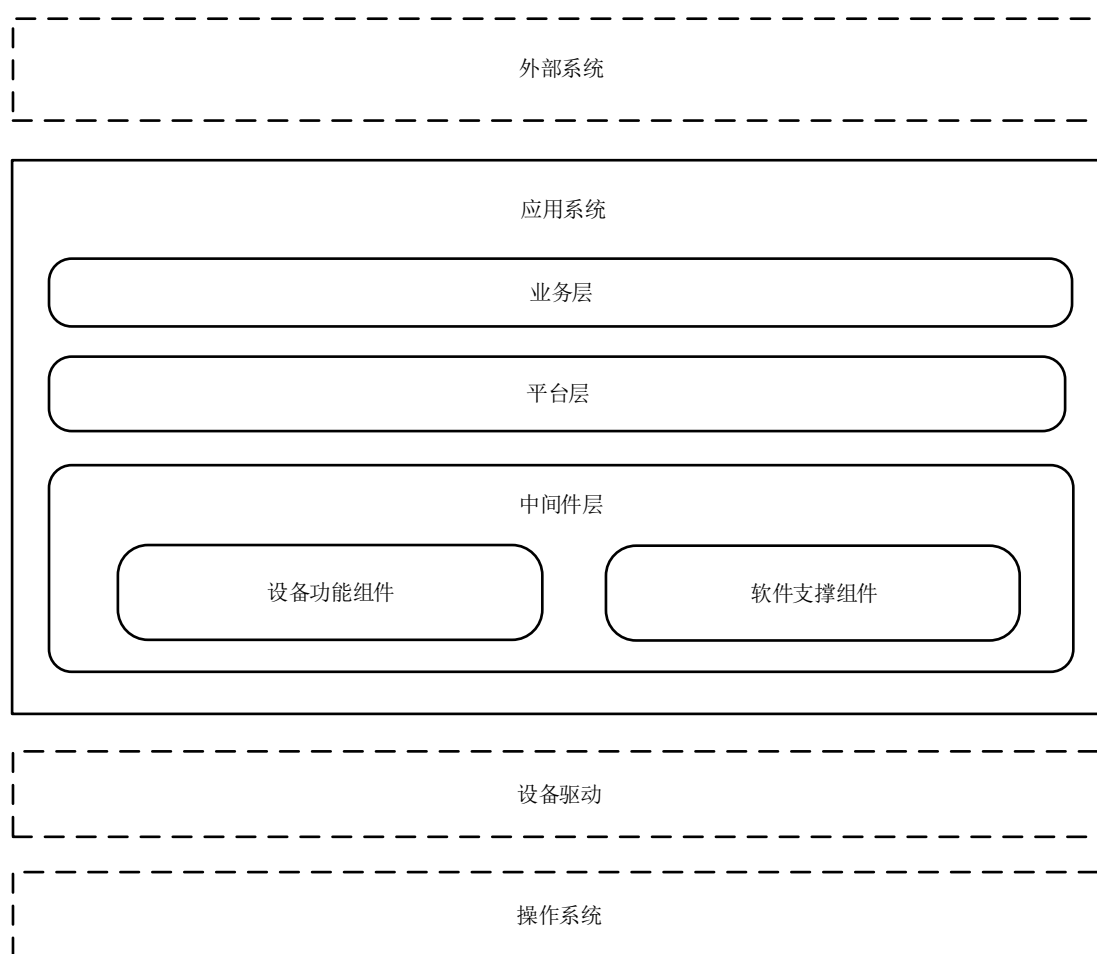 外部系统
应用系统
业务层
平台层
中间件层
设备功能组件
软件支撑组件
设备驱动
操作系统